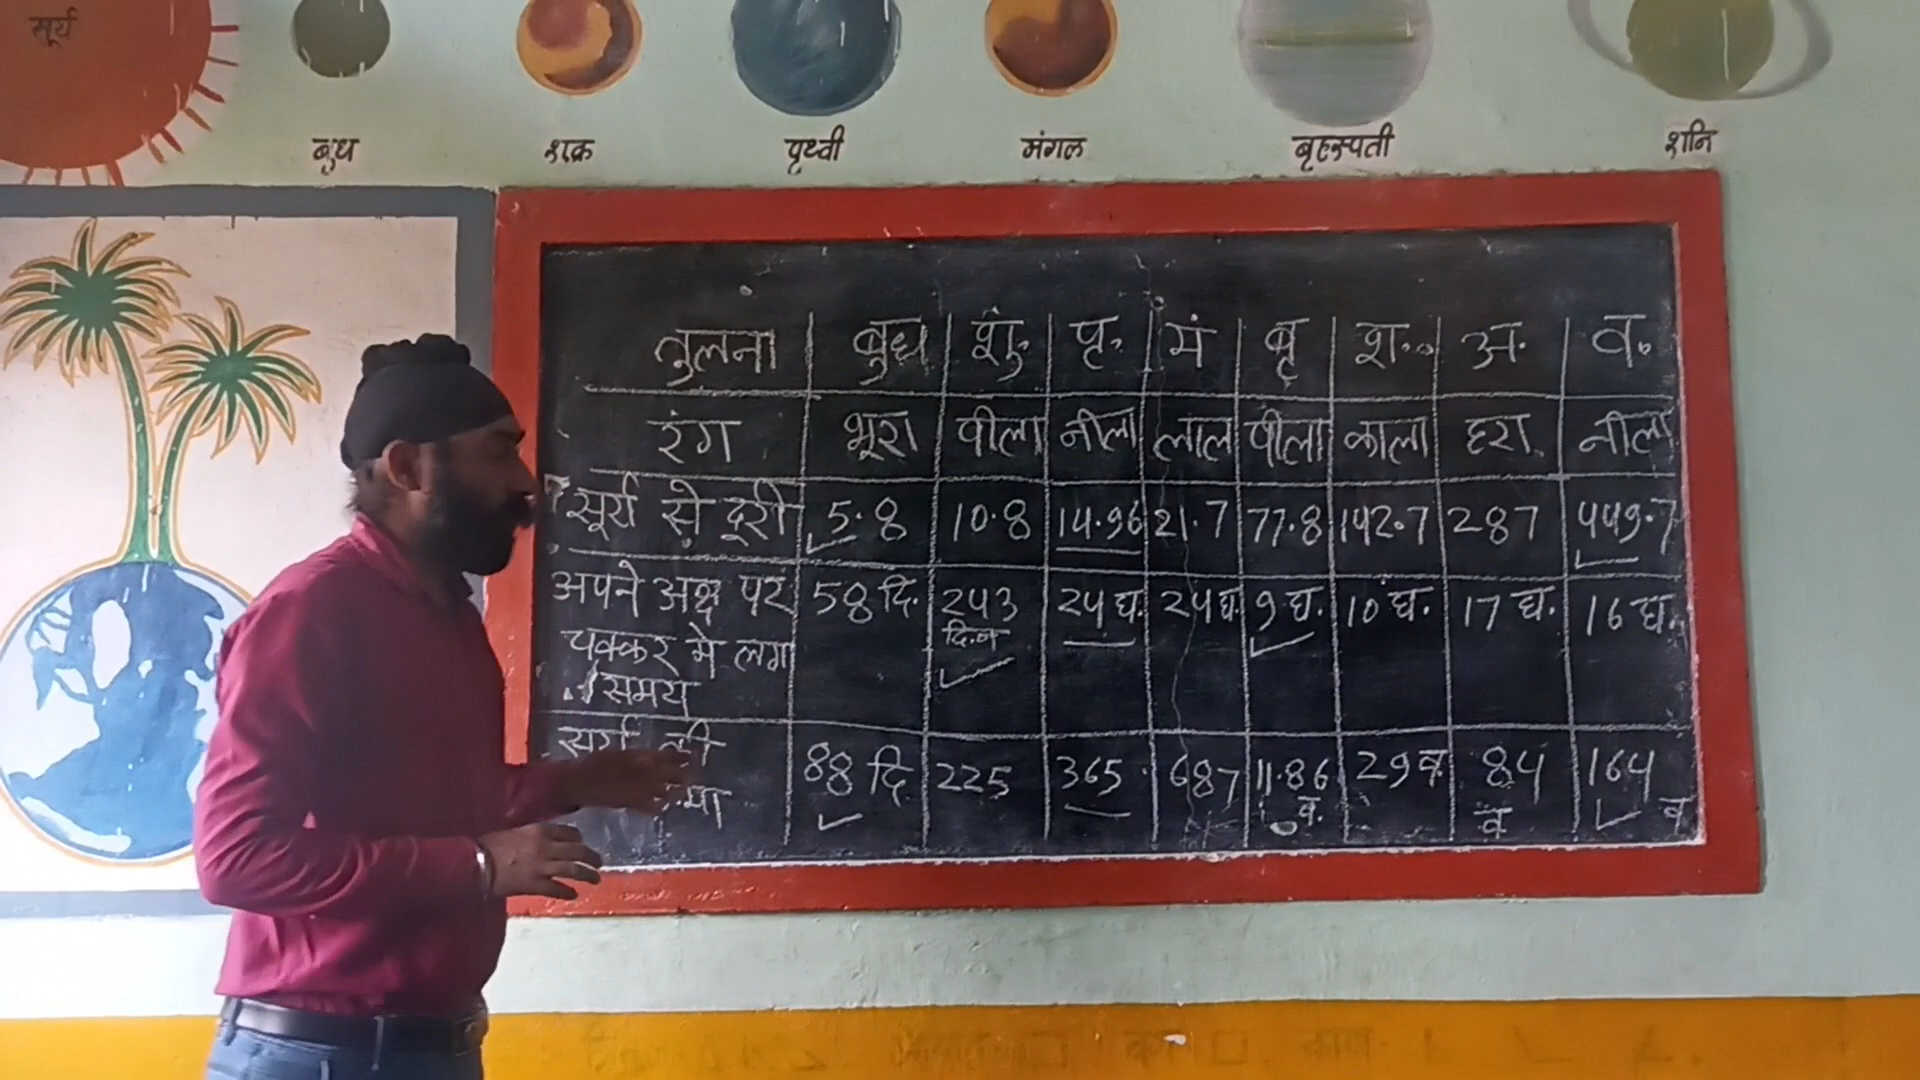 सूर्य
बुध शक्र पृथ्वी मंगल बृहस्पती शनि
तुलना बुध शु. पृ. मं बृ श. अ. व.
रंग भूरा पीला नीला लाल पीला काला हरा नीला
सूर्य से दूरी 5.8 10.8 14.96 21.7 77.8 142.7 287 449.7
अपने अक्ष पर 58 दि. 243 24 घ. 24 घ. 9 घ. 10 घं. 17 घ. 16 घ.
दि.न
चक्कर मे लगा
समय
सूर्य की 88 दि 225 365 687 11.86 29 व. 84 164
व. व व